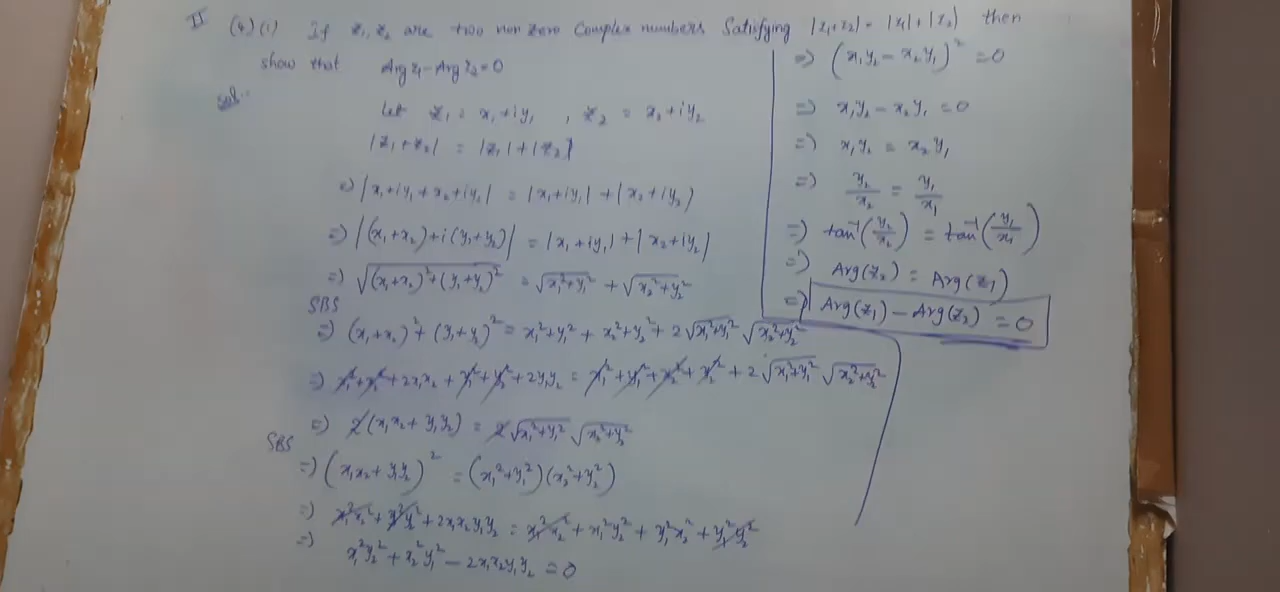 II (4)(i) If z₁, z₂ are two non zero complex numbers satisfying |z₁+z₂| = |z₁|+|z₂| then
show that Arg z₁ - Arg z₂ = 0
Sol:-
Let z₁ = x₁+iy₁ , z₂ = x₂+iy₂
|z₁+z₂| = |z₁|+|z₂|
⇒ |x₁+iy₁+x₂+iy₂| = |x₁+iy₁|+|x₂+iy₂|
⇒ |(x₁+x₂)+i(y₁+y₂)| = |x₁+iy₁|+|x₂+iy₂|
⇒ √((x₁+x₂)²+(y₁+y₂)²) = √(x₁²+y₁²) + √(x₂²+y₂²)
SBS
⇒ (x₁+x₂)²+(y₁+y₂)² = x₁²+y₁²+x₂²+y₂²+2√(x₁²+y₁²) √(x₂²+y₂²)
⇒ x₁²+x₂²+2x₁x₂+y₁²+y₂²+2y₁y₂ = x₁²+y₁²+x₂²+x₂²+2√(x₁²+y₁²) √(x₂²+y₂²)
⇒ 2(x₁x₂+y₁y₂) = 2√(x₁²+y₁²) √(x₂²+y₂²)
SBS
⇒ (x₁x₂+y₁y₂)² = (x₁²+y₁²)(x₂²+y₂²)
⇒ x₁²x₂²+y₁²y₂²+2x₁x₂y₁y₂ = x₁²x₂²+x₁²y₂²+y₁²x₂²+y₁²y₂²
⇒ x₁²y₂²+x₂²y₁²-2x₁x₂y₁y₂ = 0
⇒ (x₁y₂-x₂y₁)² = 0
⇒ x₁y₂-x₂y₁ = 0
⇒ x₁y₂ = x₂y₁
⇒ y₂/x₂ = y₁/x₁
⇒ tan⁻¹(y₂/x₂) = tan⁻¹(y₁/x₁)
⇒ Arg(z₂) = Arg(z₁)
⇒ Arg(z₁) - Arg(z₂) = 0